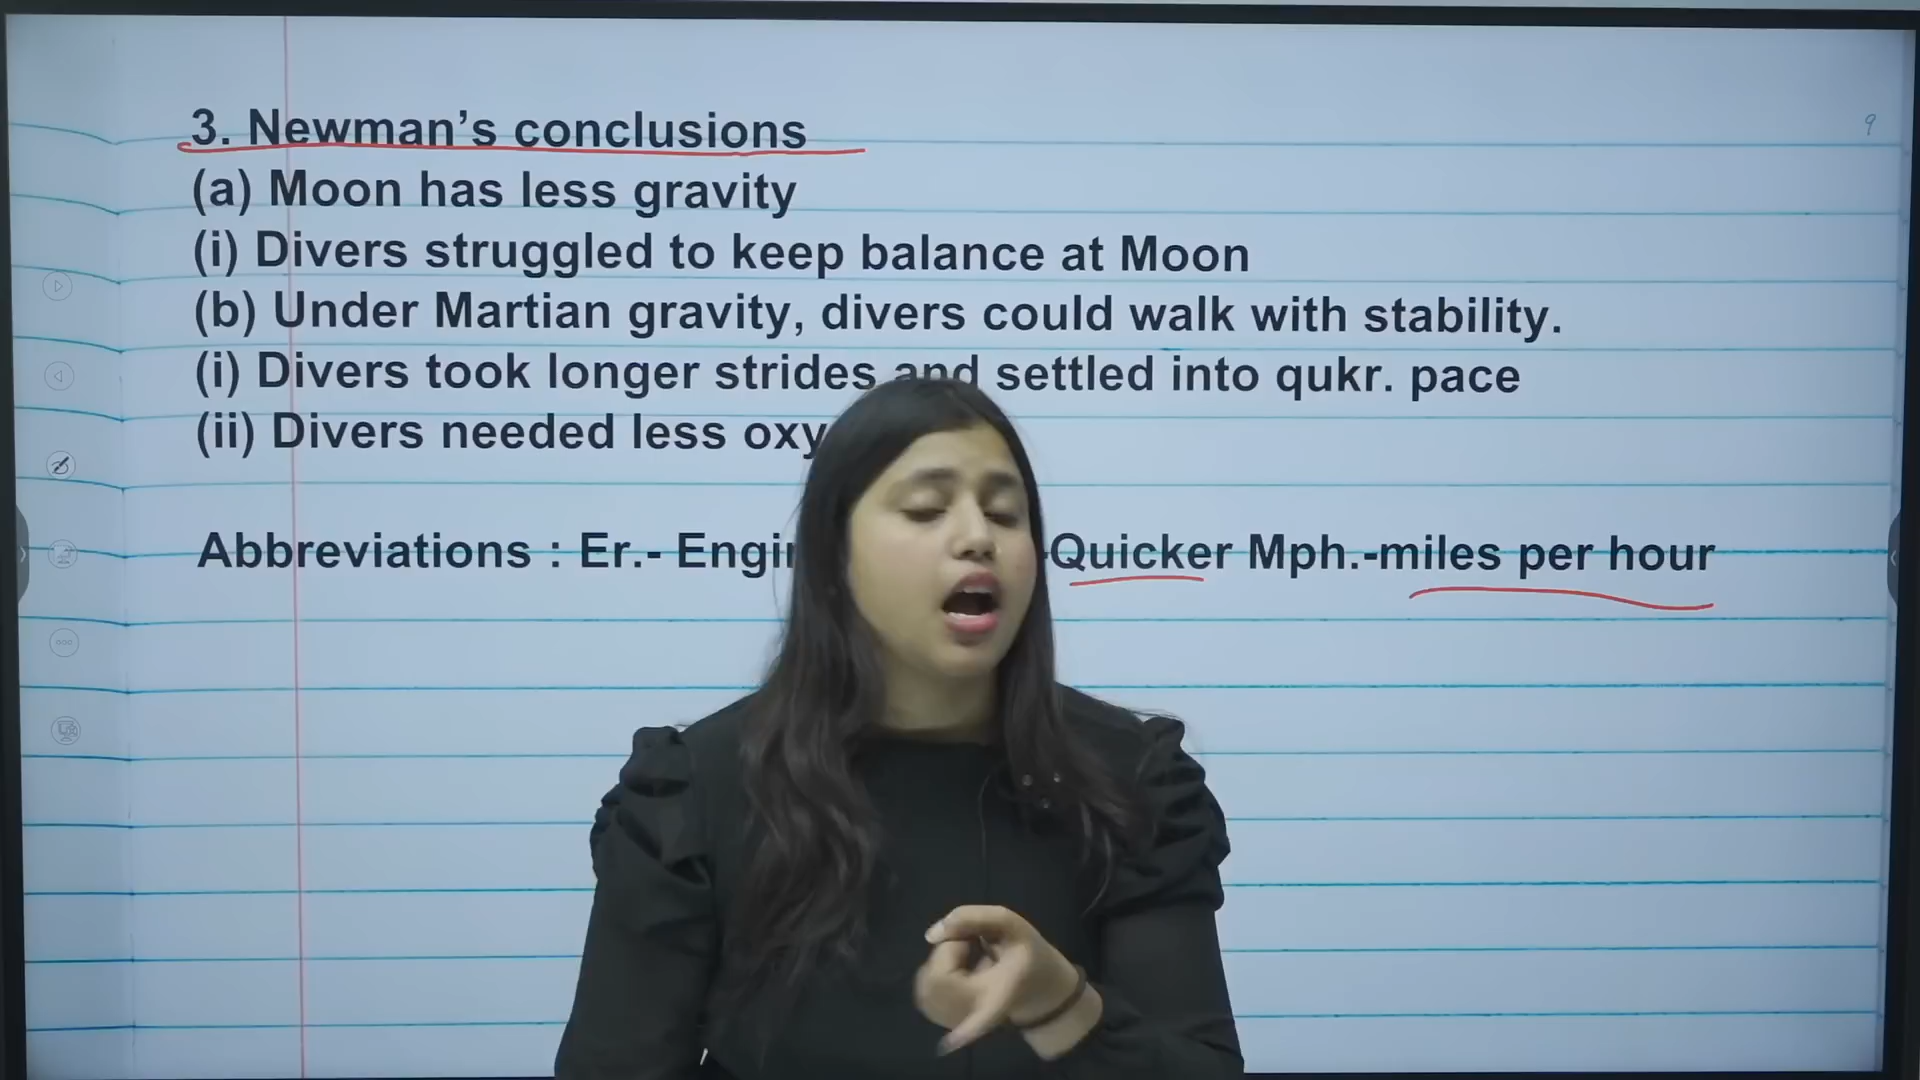 3. Newman's conclusions
9
(a) Moon has less gravity
(i) Divers struggled to keep balance at Moon
(b) Under Martian gravity, divers could walk with stability.
(i) Divers took longer strides and settled into qukr. pace
(ii) Divers needed less
Abbreviations : Er.- -Quicker Mph.-miles per hour